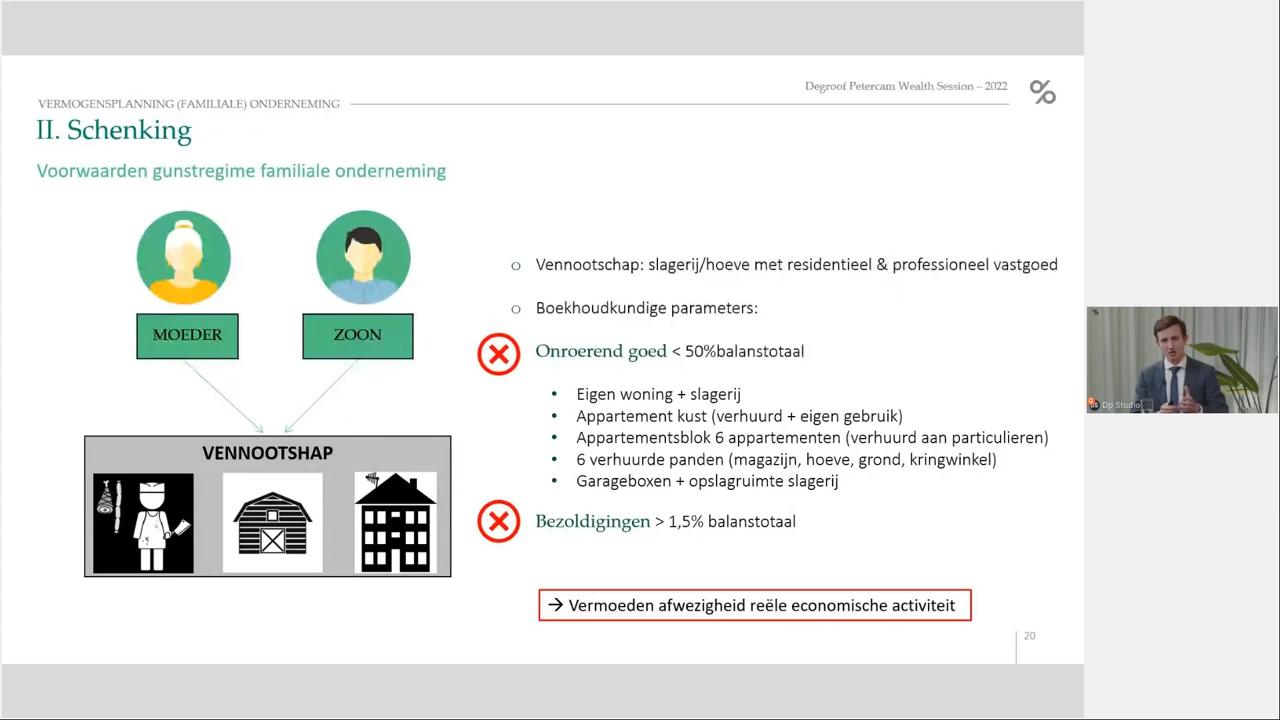 Degroof Petercam Wealth Session – 2022
VERMOGENSPLANNING (FAMILIALE) ONDERNEMING
II. Schenking
Voorwaarden gunstregime familiale onderneming
MOEDER
ZOON
VENNOOTSHAP
o Vennootschap: slagerij/hoeve met residentieel & professioneel vastgoed
o Boekhoudkundige parameters:
Onroerend goed < 50%balanstotaal
• Eigen woning + slagerij
• Appartement kust (verhuurd + eigen gebruik)
• Appartementsblok 6 appartementen (verhuurd aan particulieren)
• 6 verhuurde panden (magazijn, hoeve, grond, kringwinkel)
• Garageboxen + opslagruimte slagerij
Bezoldigingen > 1,5% balanstotaal
→ Vermoeden afwezigheid reële economische activiteit
20
Dp Studio